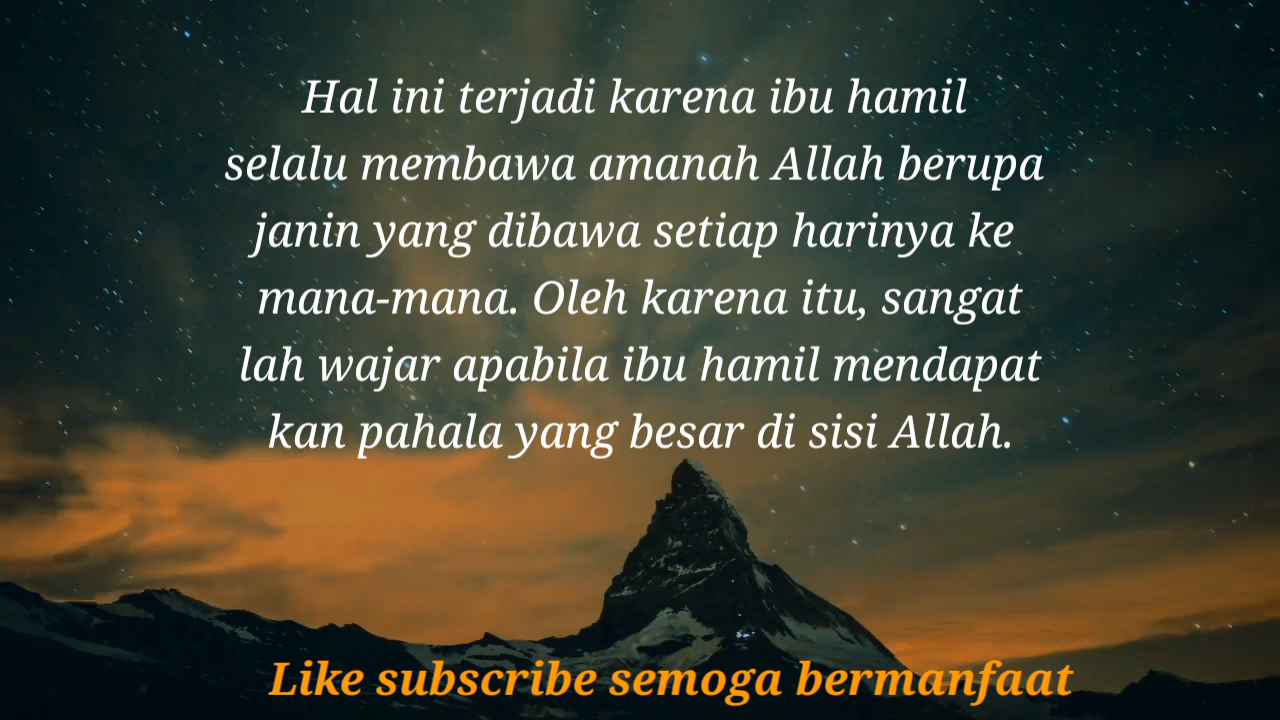 Hal ini terjadi karena ibu hamil
selalu membawa amanah Allah berupa
janin yang dibawa setiap harinya ke
mana-mana. Oleh karena itu, sangat
lah wajar apabila ibu hamil mendapat
kan pahala yang besar di sisi Allah.
Like subscribe semoga bermanfaat